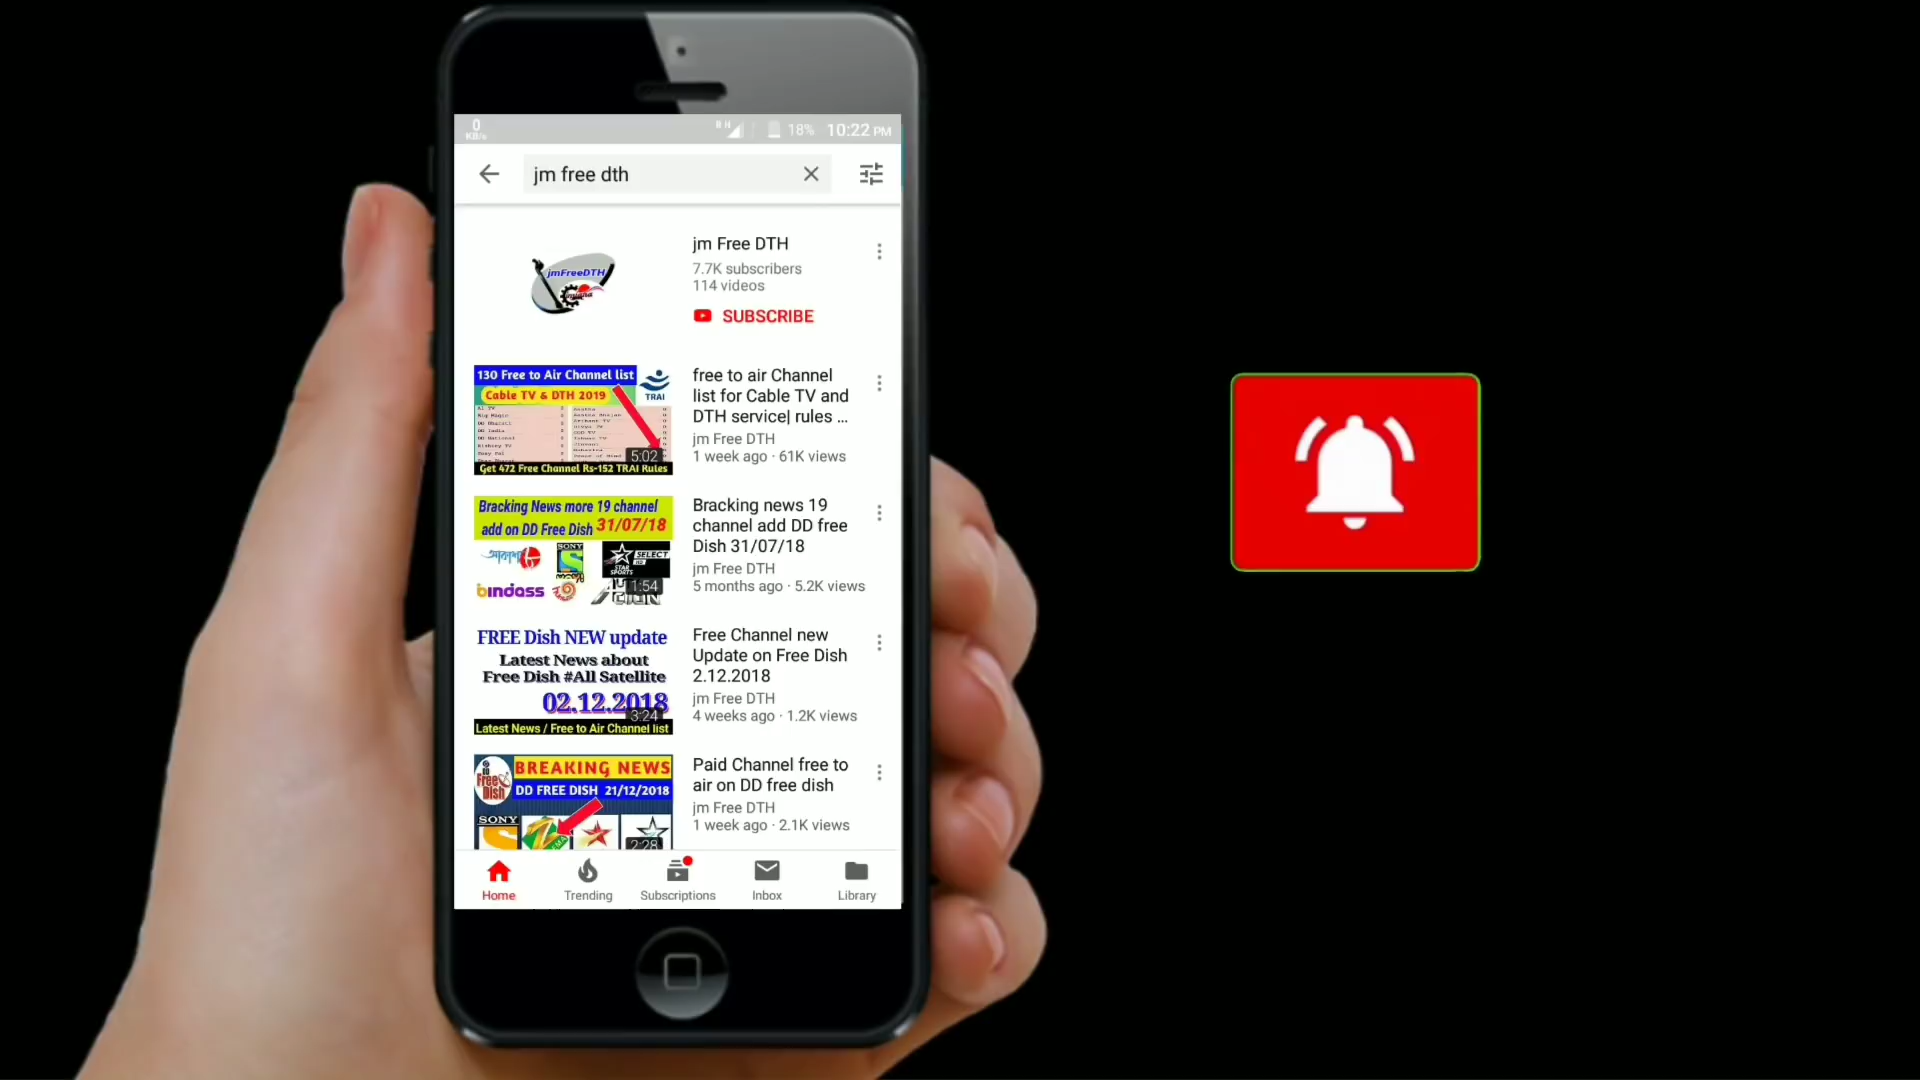 0
KB/s
18% 10:22 PM
jm free dth
jmFreeDTH
jm Free DTH
7.7K subscribers
114 videos
SUBSCRIBE
130 Free to Air Channel list
Cable TV & DTH 2019
TRAI
5:02
Get 472 Free Channel Rs-152 TRAI Rules
free to air Channel
list for Cable TV and
DTH service| rules ...
jm Free DTH
1 week ago · 61K views
Bracking News more 19 channel
add on DD Free Dish 31/07/18
SONY
SELECT
STAR
SPORTS
bindass
1:54
Bracking news 19
channel add DD free
Dish 31/07/18
jm Free DTH
5 months ago · 5.2K views
FREE Dish NEW update
Latest News about
Free Dish #All Satellite
02.12.2018
3:24
Latest News / Free to Air Channel list
Free Channel new
Update on Free Dish
2.12.2018
jm Free DTH
4 weeks ago · 1.2K views
Free
Dish
BREAKING NEWS
DD FREE DISH 21/12/2018
SONY
2:28
Paid Channel free to
air on DD free dish
jm Free DTH
1 week ago · 2.1K views
Home
Trending
Subscriptions
Inbox
Library